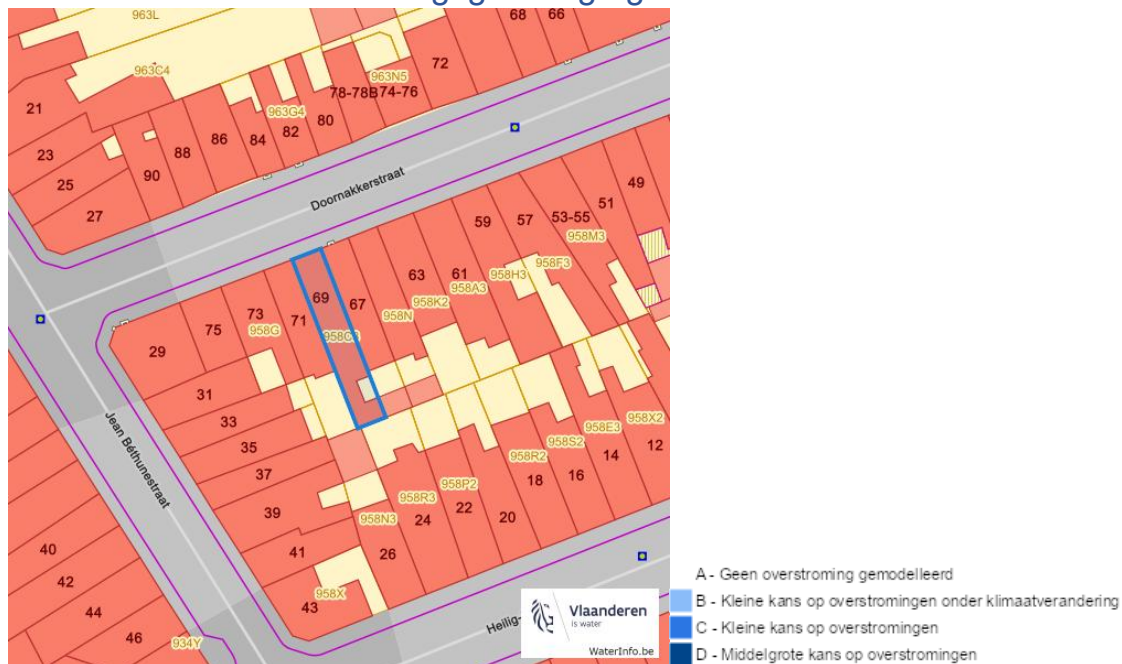 963L
68 66
963C4
72
963N5
78-78B 74-76
21
963G4
80
82
84
86
88
90
23
25
27
Doornakkerstraat
49
51
53-55
57
59
958M3
958F3
958H3
61
63
958A3
958K2
958N
67
69
71
73
75
958G
29
31
33
35
37
39
41
43
Jean Béthunestraat
958X2
12
958E3
14
958S2
16
958R2
18
20
958P2
22
958R3
24
958N3
26
958X
40
42
44
46
934Y
Heilig-
Vlaanderen
is water
WaterInfo.be
A - Geen overstroming gemodelleerd
B - Kleine kans op overstromingen onder klimaatverandering
C - Kleine kans op overstromingen
D - Middelgrote kans op overstromingen